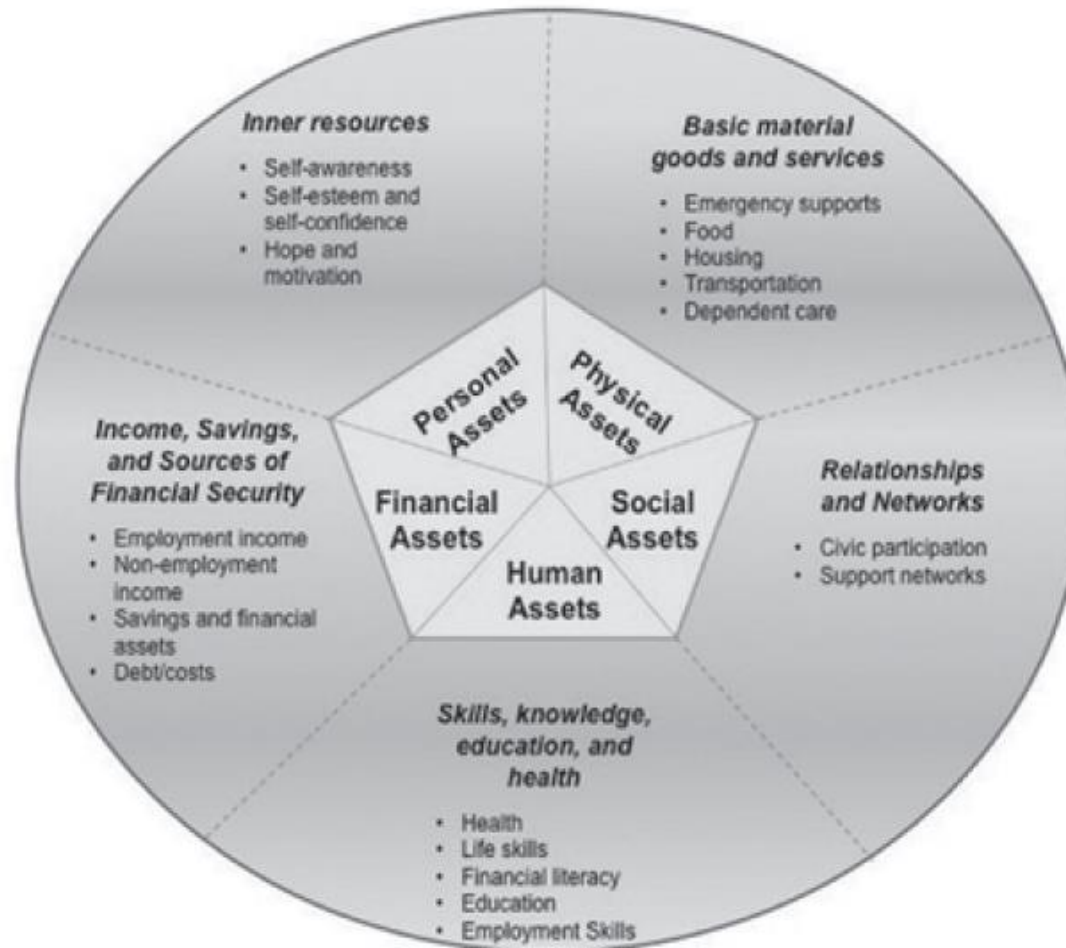 Inner resources
• Self-awareness
• Self-esteem and
self-confidence
• Hope and
motivation
Basic material
goods and services
• Emergency supports
• Food
• Housing
• Transportation
• Dependent care
Personal
Assets
Physical
Assets
Income, Savings,
and Sources of
Financial Security
• Employment income
• Non-employment
income
• Savings and financial
assets
• Debt/costs
Financial
Assets
Social
Assets
Human
Assets
Relationships
and Networks
• Civic participation
• Support networks
Skills, knowledge,
education, and
health
• Health
• Life skills
• Financial literacy
• Education
• Employment Skills